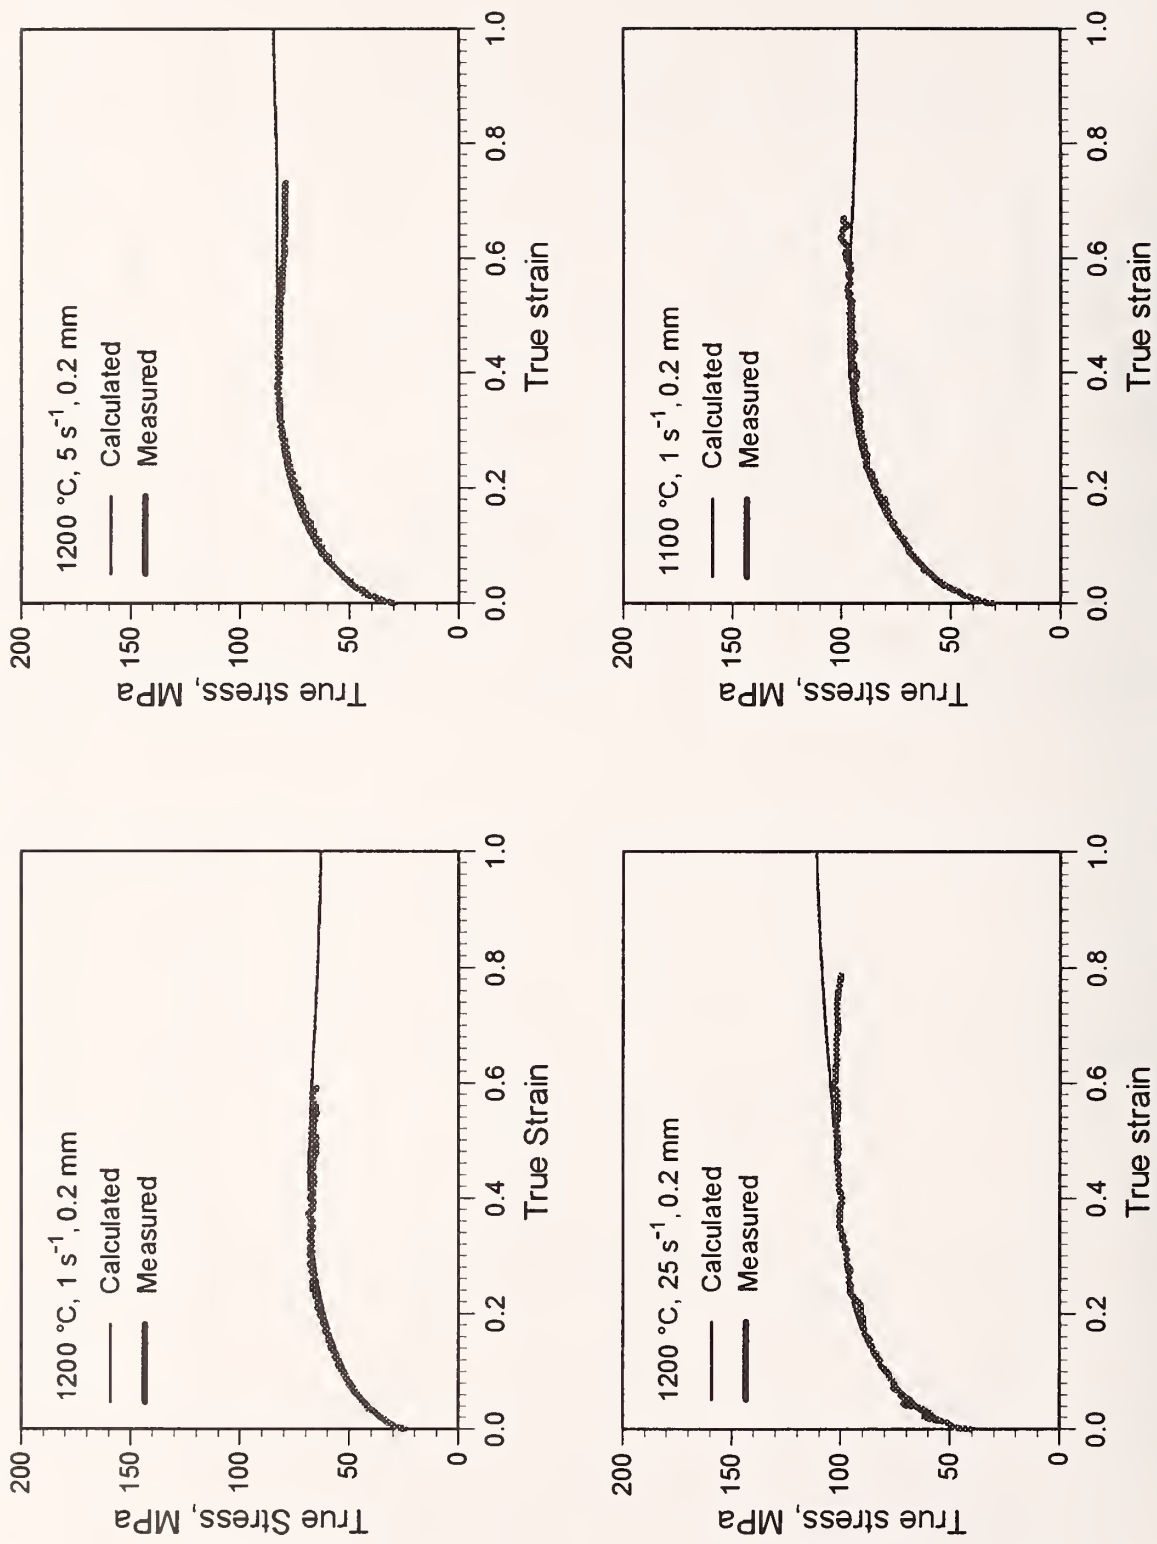 True Stress, MPa
200
150
100
50
0
1200 °C, 1 s⁻¹, 0.2 mm
Calculated
Measured
0.0 0.2 0.4 0.6 0.8 1.0
True Strain
True stress, MPa
200
150
100
50
0
1200 °C, 5 s⁻¹, 0.2 mm
Calculated
Measured
0.0 0.2 0.4 0.6 0.8 1.0
True strain
True stress, MPa
200
150
100
50
0
1200 °C, 25 s⁻¹, 0.2 mm
Calculated
Measured
0.0 0.2 0.4 0.6 0.8 1.0
True strain
True stress, MPa
200
150
100
50
0
1100 °C, 1 s⁻¹, 0.2 mm
Calculated
Measured
0.0 0.2 0.4 0.6 0.8 1.0
True strain